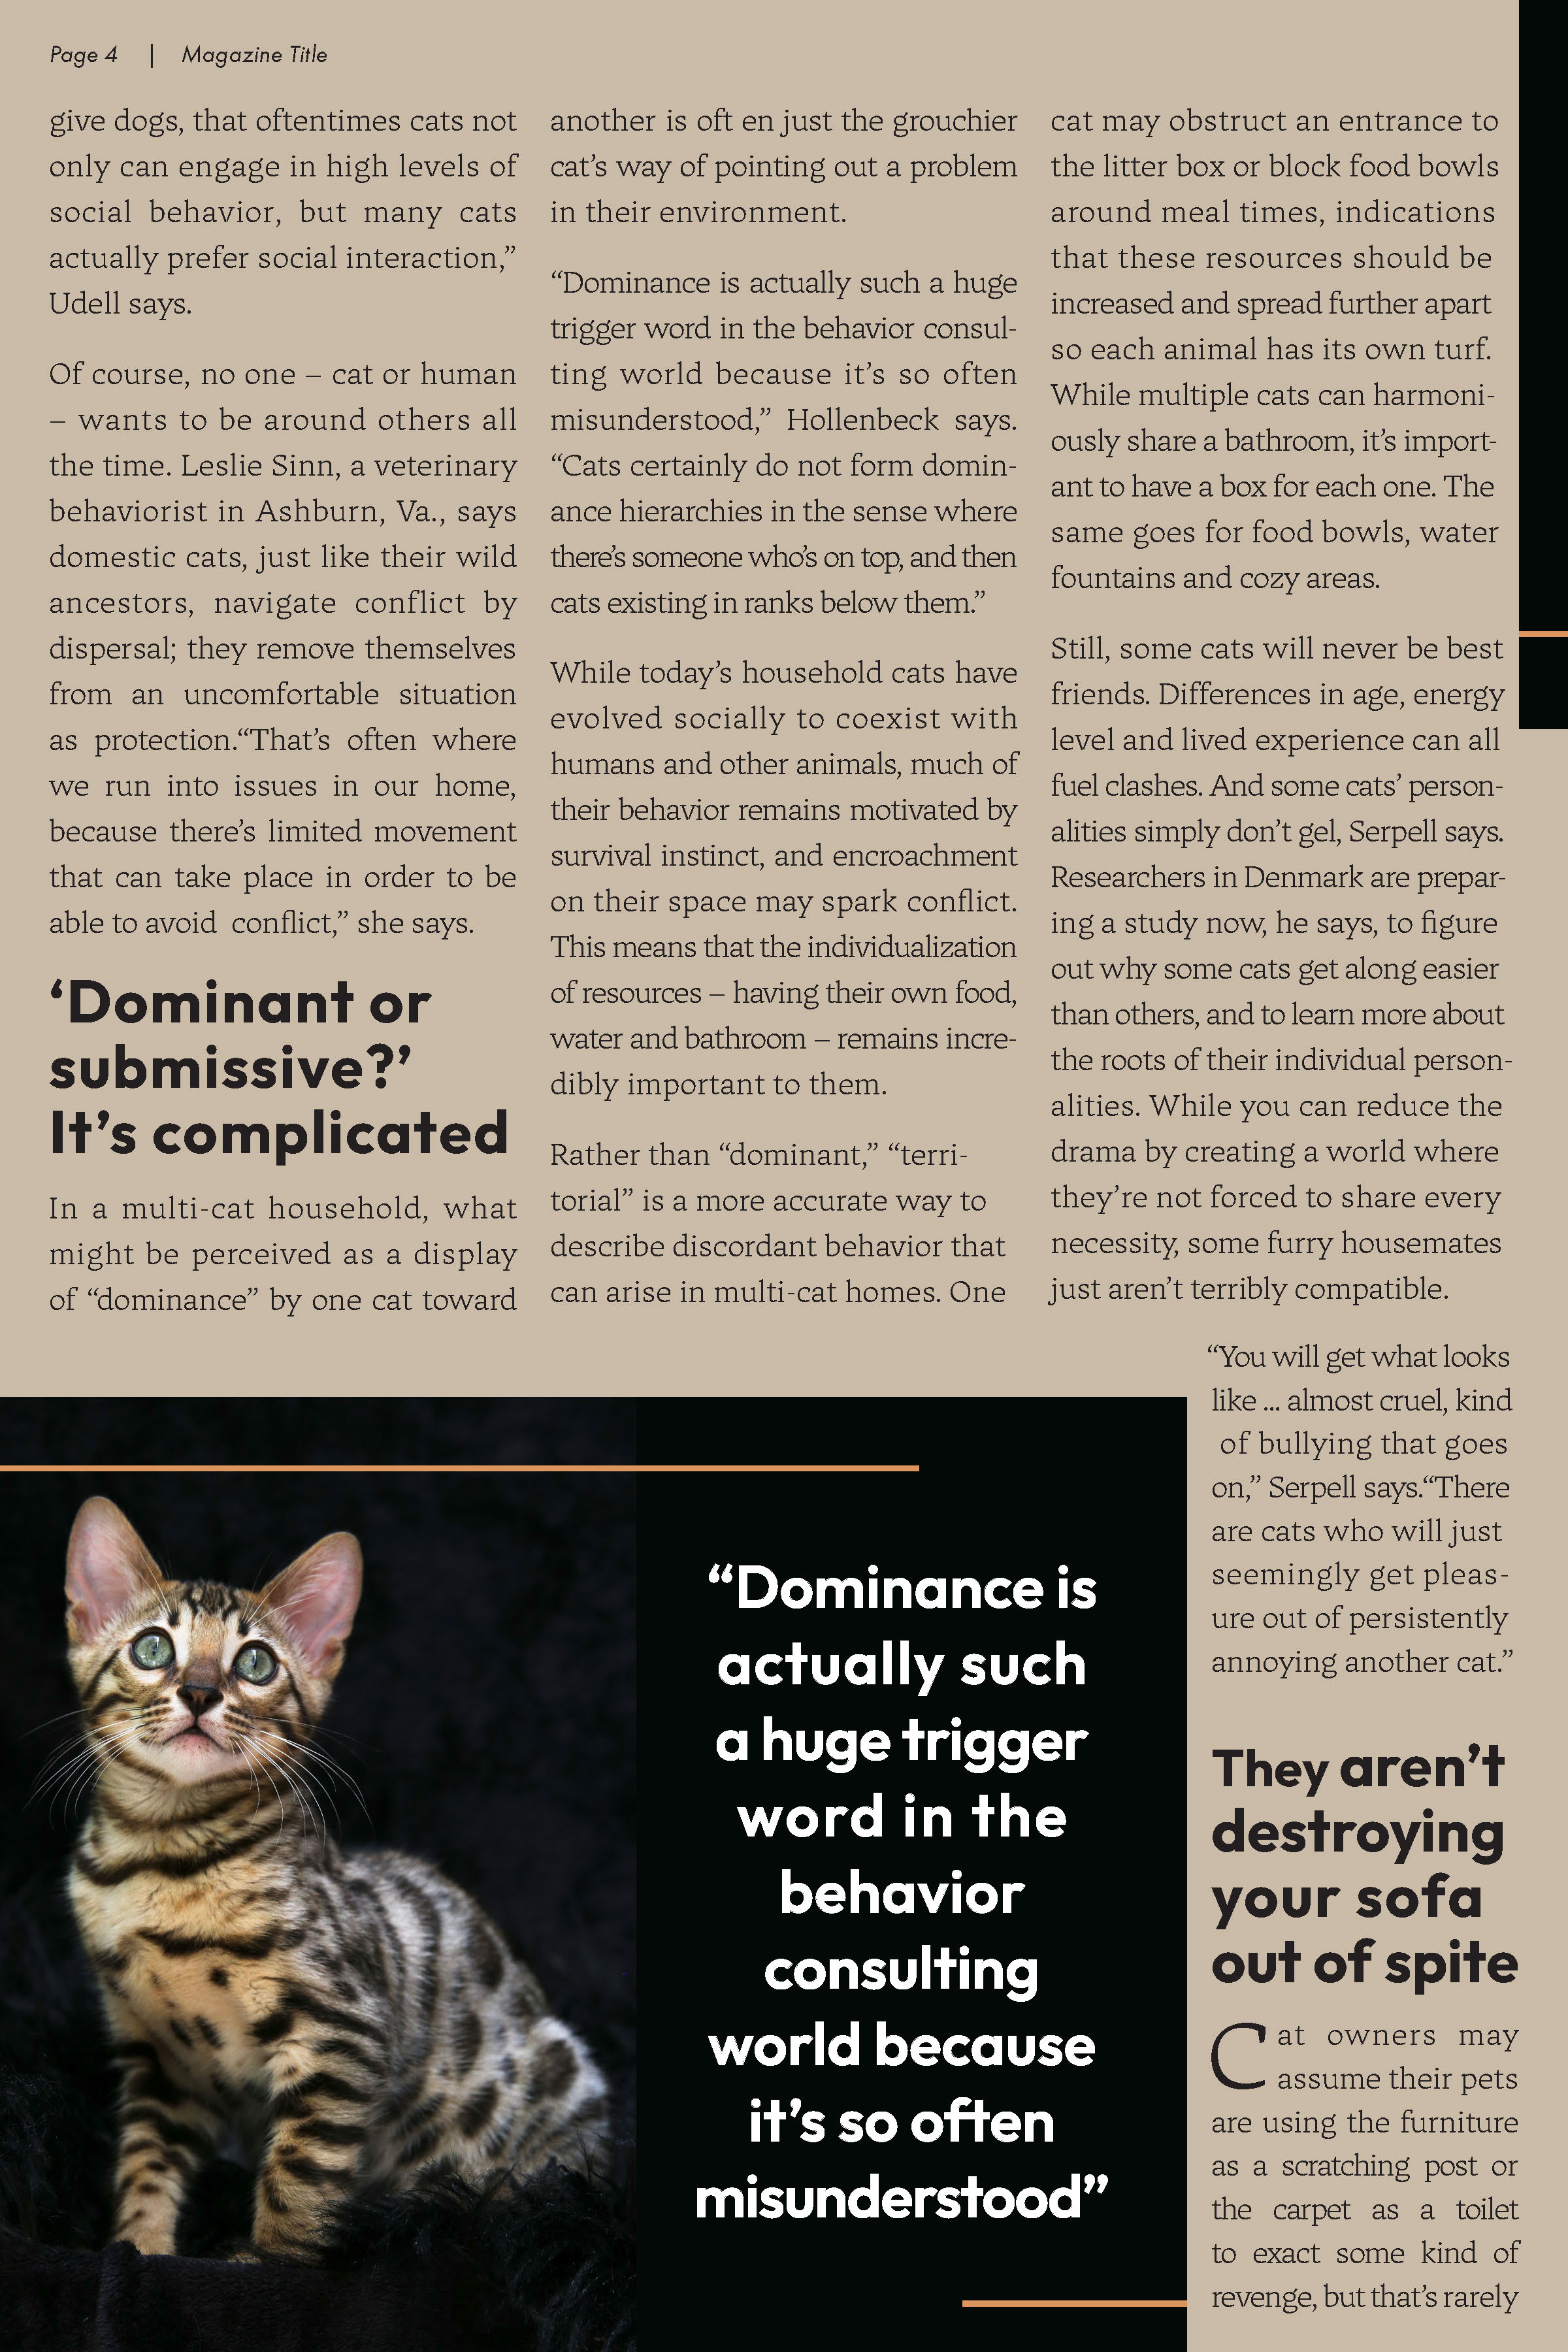 Page 4 | Magazine Title
give dogs, that oftentimes cats not
only can engage in high levels of
social behavior, but many cats
actually prefer social interaction,”
Udell says.
Of course, no one – cat or human
– wants to be around others all
the time. Leslie Sinn, a veterinary
behaviorist in Ashburn, Va., says
domestic cats, just like their wild
ancestors, navigate conflict by
dispersal; they remove themselves
from an uncomfortable situation
as protection.“That’s often where
we run into issues in our home,
because there’s limited movement
that can take place in order to be
able to avoid conflict,” she says.
‘Dominant or
submissive?’
It’s complicated
In a multi-cat household, what
might be perceived as a display
of “dominance” by one cat toward
another is oft en just the grouchier
cat’s way of pointing out a problem
in their environment.
“Dominance is actually such a huge
trigger word in the behavior consul-
ting world because it’s so often
misunderstood,” Hollenbeck says.
“Cats certainly do not form domin-
ance hierarchies in the sense where
there’s someone who’s on top, and then
cats existing in ranks below them.”
While today’s household cats have
evolved socially to coexist with
humans and other animals, much of
their behavior remains motivated by
survival instinct, and encroachment
on their space may spark conflict.
This means that the individualization
of resources – having their own food,
water and bathroom – remains incre-
dibly important to them.
Rather than “dominant,” “terri-
torial” is a more accurate way to
describe discordant behavior that
can arise in multi-cat homes. One
cat may obstruct an entrance to
the litter box or block food bowls
around meal times, indications
that these resources should be
increased and spread further apart
so each animal has its own turf.
While multiple cats can harmoni-
ously share a bathroom, it’s import-
ant to have a box for each one. The
same goes for food bowls, water
fountains and cozy areas.
Still, some cats will never be best
friends. Differences in age, energy
level and lived experience can all
fuel clashes. And some cats’ person-
alities simply don’t gel, Serpell says.
Researchers in Denmark are prepar-
ing a study now, he says, to figure
out why some cats get along easier
than others, and to learn more about
the roots of their individual person-
alities. While you can reduce the
drama by creating a world where
they’re not forced to share every
necessity, some furry housemates
just aren’t terribly compatible.
“You will get what looks
like ... almost cruel, kind
of bullying that goes
on,” Serpell says.“There
are cats who will just
seemingly get pleas-
ure out of persistently
annoying another cat.”
They aren’t
destroying
your sofa
out of spite
Cat owners may
assume their pets
are using the furniture
as a scratching post or
the carpet as a toilet
to exact some kind of
revenge, but that’s rarely
“Dominance is
actually such
a huge trigger
word in the
behavior
consulting
world because
it’s so often
misunderstood”